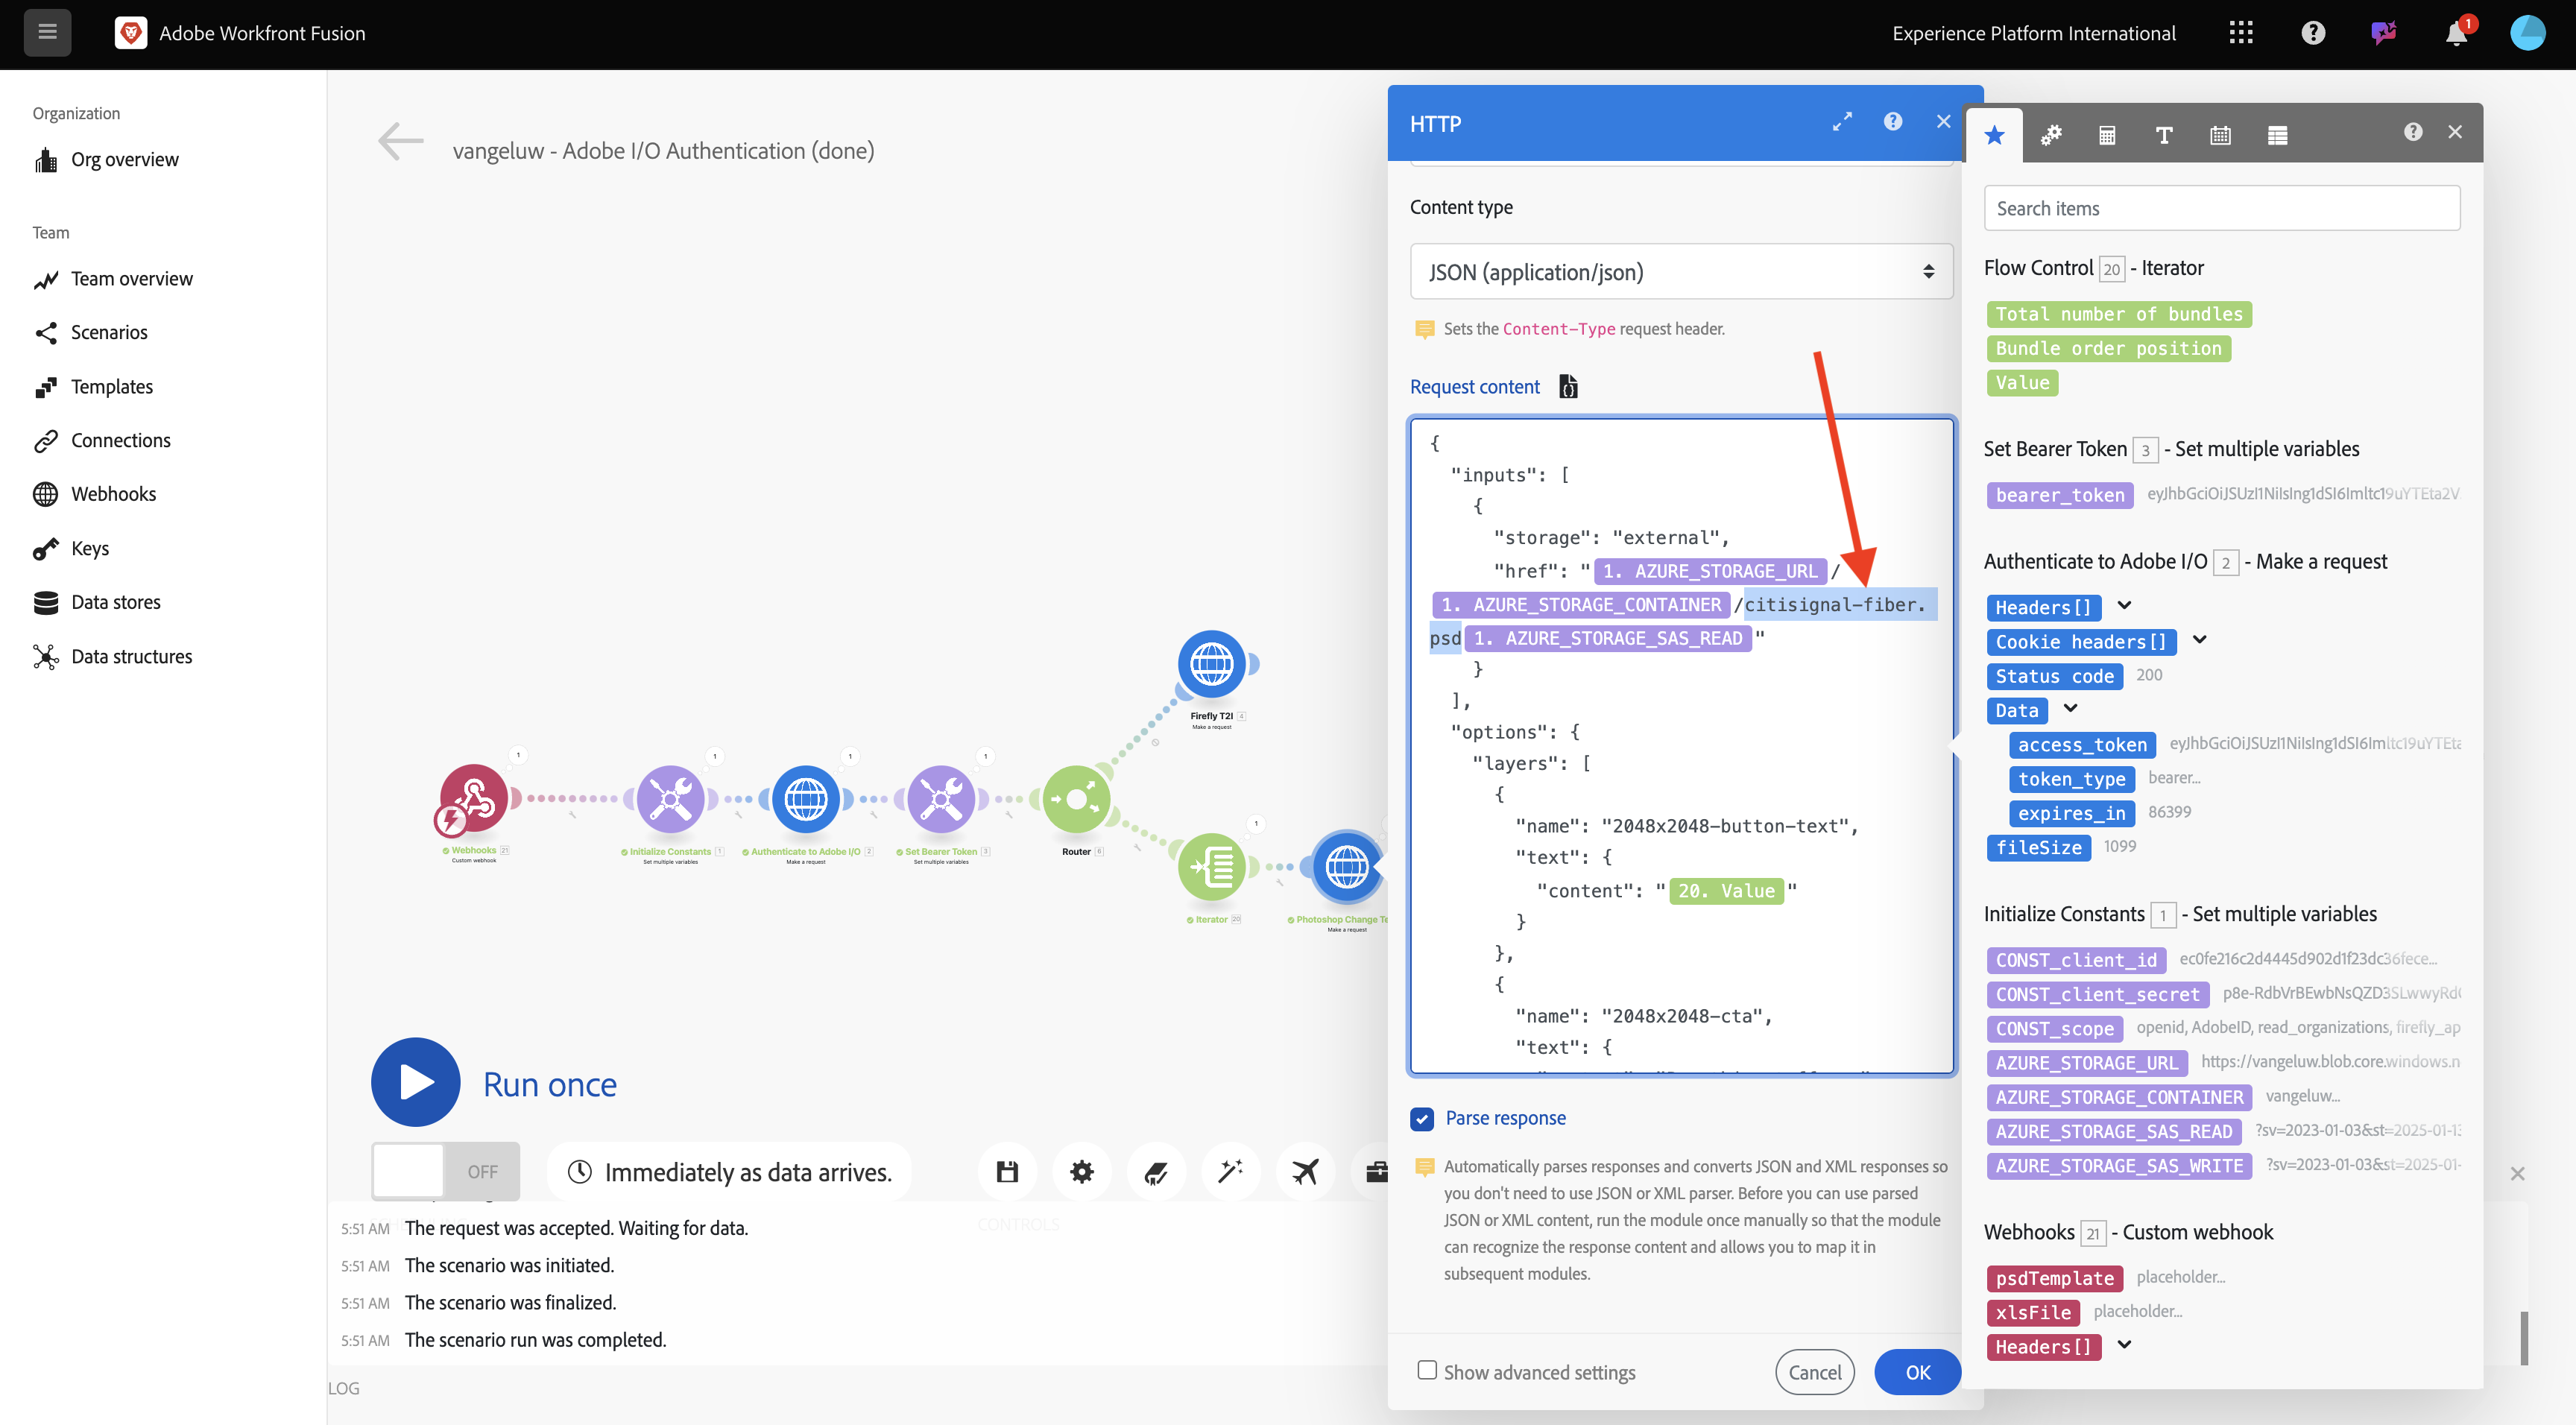 Adobe Workfront Fusion
Experience Platform International
1
Organization
Org overview
Team
Team overview
Scenarios
Templates
Connections
Webhooks
Keys
Data stores
Data structures
vangeluw - Adobe I/O Authentication (done)
Firefly T2I 4
Make a request
1
1
1
1
Webhooks 21
Custom webhook
Initialize Constants 1
Set multiple variables
Authenticate to Adobe I/O 2
Make a request
Set Bearer Token 3
Set multiple variables
Router 6
1
Iterator 20
Photoshop Change Te
Make a request
Run once
OFF
Immediately as data arrives.
CONTROLS
5:51 AM The request was accepted. Waiting for data.
5:51 AM The scenario was initiated.
5:51 AM The scenario was finalized.
5:51 AM The scenario run was completed.
LOG
HTTP
Content type
JSON (application/json)
Sets the Content-Type request header.
Request content
{
"inputs": [
{
"storage": "external",
"href": "1. AZURE_STORAGE_URL/
1. AZURE_STORAGE_CONTAINER/citisignal-fiber.
psd1. AZURE_STORAGE_SAS_READ"
}
],
"options": {
"layers": [
{
"name": "2048x2048-button-text",
"text": {
"content": "20. Value"
}
},
{
"name": "2048x2048-cta",
"text": {
Parse response
Automatically parses responses and converts JSON and XML responses so
you don't need to use JSON or XML parser. Before you can use parsed
JSON or XML content, run the module once manually so that the module
can recognize the response content and allows you to map it in
subsequent modules.
Show advanced settings
Cancel
OK
Search items
Flow Control 20 - Iterator
Total number of bundles
Bundle order position
Value
Set Bearer Token 3 - Set multiple variables
bearer_token eyJhbGciOiJSUzI1NiIsIng1dSI6Imltc19uYTEta2V
Authenticate to Adobe I/O 2 - Make a request
Headers[]
Cookie headers[]
Status code 200
Data
access_token eyJhbGciOiJSUzI1NiIsIng1dSI6Imltc19uYTEta
token_type bearer...
expires_in 86399
fileSize 1099
Initialize Constants 1 - Set multiple variables
CONST_client_id ec0fe216c2d4445d902d1f23dc36fece...
CONST_client_secret p8e-RdbVrBEwbNsQZD3SLwwyRd
CONST_scope openid, AdobeID, read_organizations, firefly_ap
AZURE_STORAGE_URL https://vangeluw.blob.core.windows.n
AZURE_STORAGE_CONTAINER vangeluw...
AZURE_STORAGE_SAS_READ ?sv=2023-01-03&st=2025-01-13
AZURE_STORAGE_SAS_WRITE ?sv=2023-01-03&st=2025-01-
Webhooks 21 - Custom webhook
psdTemplate placeholder...
xlsFile placeholder...
Headers[]